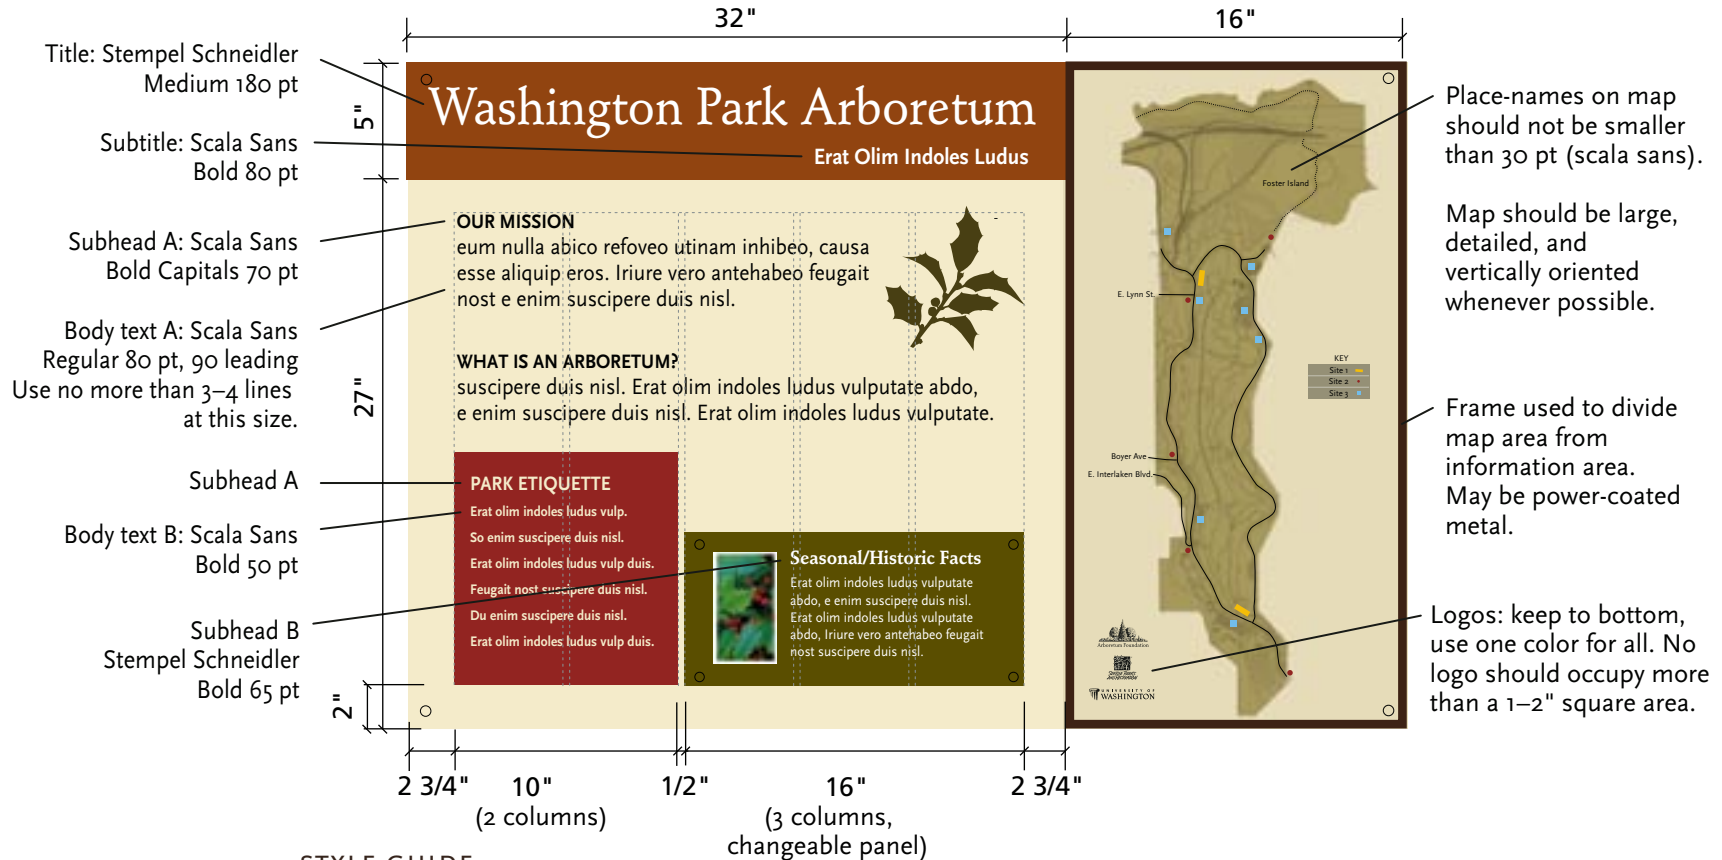 32"
16"
Title: Stempel Schneidler
Medium 180 pt
Subtitle: Scala Sans
Bold 80 pt
Subhead A: Scala Sans
Bold Capitals 70 pt
Body text A: Scala Sans
Regular 80 pt, 90 leading
Use no more than 3–4 lines
at this size.
Subhead A
Body text B: Scala Sans
Bold 50 pt
Subhead B
Stempel Schneidler
Bold 65 pt
5"
27"
2"
Washington Park Arboretum
Erat Olim Indoles Ludus
OUR MISSION
eum nulla abico refoveo utinam inhibeo, causa
esse aliquip eros. Iriure vero antehabeo feugait
nost e enim suscipere duis nisl.
WHAT IS AN ARBORETUM?
suscipere duis nisl. Erat olim indoles ludus vulputate abdo,
e enim suscipere duis nisl. Erat olim indoles ludus vulputate.
PARK ETIQUETTE
Erat olim indoles ludus vulp.
So enim suscipere duis nisl.
Erat olim indoles ludus vulp duis.
Feugait nost suscipere duis nisl.
Du enim suscipere duis nisl.
Erat olim indoles ludus vulp duis.
Seasonal/Historic Facts
Erat olim indoles ludus vulputate
abdo, e enim suscipere duis nisl.
Erat olim indoles ludus vulputate
abdo, Iriure vero antehabeo feugait
nost suscipere duis nisl.
Foster Island
E. Lynn St.
KEY
Site 1
Site 2
Site 3
Boyer Ave
E. Interlaken Blvd.
Arboretum Foundation
UNIVERSITY OF
WASHINGTON
Place-names on map
should not be smaller
than 30 pt (scala sans).
Map should be large,
detailed, and
vertically oriented
whenever possible.
Frame used to divide
map area from
information area.
May be power-coated
metal.
Logos: keep to bottom,
use one color for all. No
logo should occupy more
than a 1–2" square area.
2 3/4"
10"
(2 columns)
1/2"
16"
(3 columns,
changeable panel)
2 3/4"
STYLE GUIDE